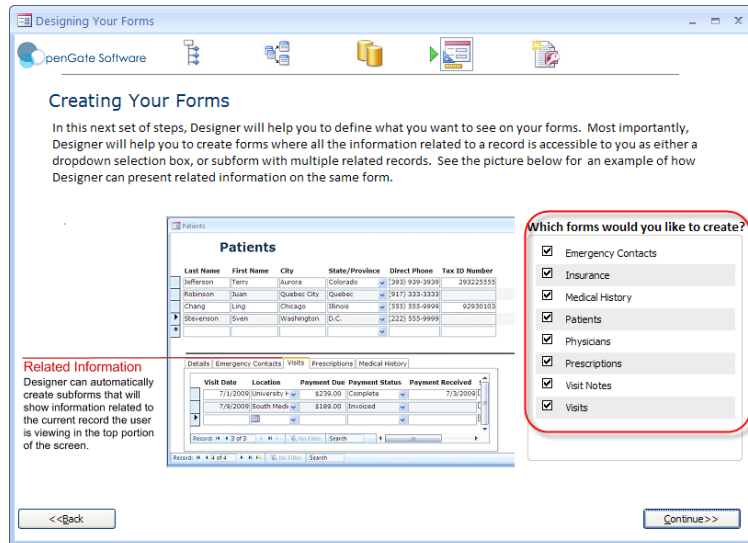 Designing Your Forms
OpenGate Software
Creating Your Forms
In this next set of steps, Designer will help you to define what you want to see on your forms. Most importantly,
Designer will help you to create forms where all the information related to a record is accessible to you as either a
dropdown selection box, or subform with multiple related records. See the picture below for an example of how
Designer can present related information on the same form.
Patients
Patients
Last Name First Name City State/Province Direct Phone Tax ID Number
Jefferson Terry Aurora Colorado (393) 939-3939 293225555
Robinson Juan Quebec City Quebec (917) 333-3333
Chang Ling Chicago Illinois (555) 555-9999 92930103
Stevenson Sven Washington D.C. (222) 555-9999
Details Emergency Contacts Visits Prescriptions Medical History
Visit Date Location Payment Due Payment Status Payment Received
7/1/2009 University H $239.00 Complete 7/3/2009
7/9/2009 South Medi $189.00 Invoiced
Record: 3 of 3 No Filter Search
Record: 4 of 4 No Filter Search
Related Information
Designer can automatically
create subforms that will
show information related to
the current record the user
is viewing in the top portion
of the screen.
Which forms would you like to create?
Emergency Contacts
Insurance
Medical History
Patients
Physicians
Prescriptions
Visit Notes
Visits
<<Back
Continue>>